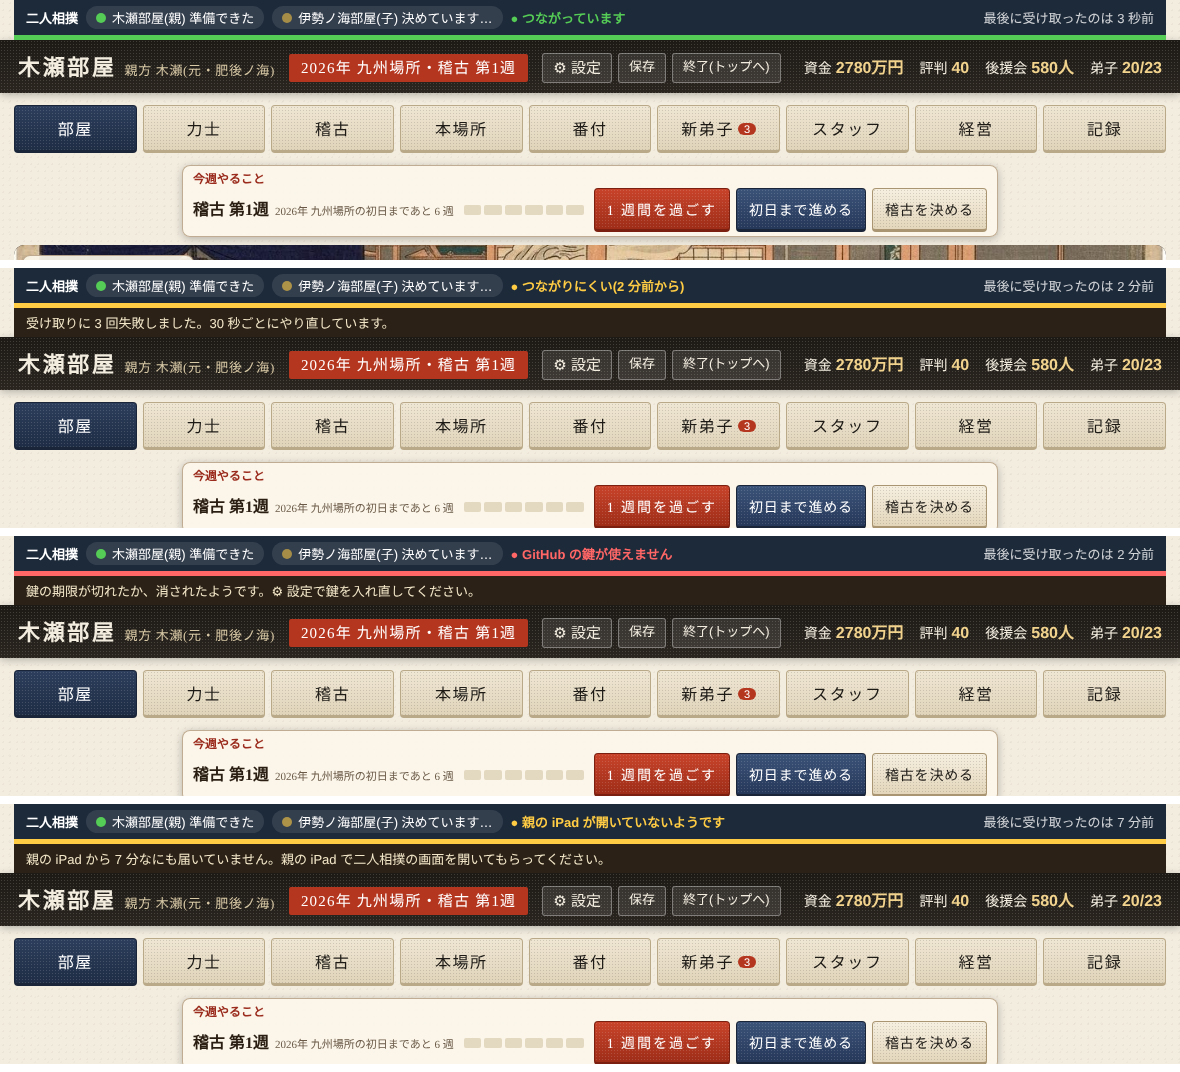 二人相撲 木瀬部屋(親) 準備できた 伊勢ノ海部屋(子) 決めています… ● つながっています 最後に受け取ったのは 3 秒前
木瀬部屋 親方 木瀬(元・肥後ノ海) 2026年 九州場所・稽古 第1週 ⚙ 設定 保存 終了(トップへ) 資金 2780万円 評判 40 後援会 580人 弟子 20/23
部屋 力士 稽古 本場所 番付 新弟子 3 スタッフ 経営 記録
今週やること
稽古 第1週 2026年 九州場所の初日まであと 6 週 1 週間を過ごす 初日まで進める 稽古を決める
二人相撲 木瀬部屋(親) 準備できた 伊勢ノ海部屋(子) 決めています… ● つながりにくい(2 分前から) 最後に受け取ったのは 2 分前
受け取りに 3 回失敗しました。30 秒ごとにやり直しています。
木瀬部屋 親方 木瀬(元・肥後ノ海) 2026年 九州場所・稽古 第1週 ⚙ 設定 保存 終了(トップへ) 資金 2780万円 評判 40 後援会 580人 弟子 20/23
部屋 力士 稽古 本場所 番付 新弟子 3 スタッフ 経営 記録
今週やること
稽古 第1週 2026年 九州場所の初日まであと 6 週 1 週間を過ごす 初日まで進める 稽古を決める
二人相撲 木瀬部屋(親) 準備できた 伊勢ノ海部屋(子) 決めています… ● GitHub の鍵が使えません 最後に受け取ったのは 2 分前
鍵の期限が切れたか、消されたようです。⚙ 設定で鍵を入れ直してください。
木瀬部屋 親方 木瀬(元・肥後ノ海) 2026年 九州場所・稽古 第1週 ⚙ 設定 保存 終了(トップへ) 資金 2780万円 評判 40 後援会 580人 弟子 20/23
部屋 力士 稽古 本場所 番付 新弟子 3 スタッフ 経営 記録
今週やること
稽古 第1週 2026年 九州場所の初日まであと 6 週 1 週間を過ごす 初日まで進める 稽古を決める
二人相撲 木瀬部屋(親) 準備できた 伊勢ノ海部屋(子) 決めています… ● 親の iPad が開いていないようです 最後に受け取ったのは 7 分前
親の iPad から 7 分なにも届いていません。親の iPad で二人相撲の画面を開いてもらってください。
木瀬部屋 親方 木瀬(元・肥後ノ海) 2026年 九州場所・稽古 第1週 ⚙ 設定 保存 終了(トップへ) 資金 2780万円 評判 40 後援会 580人 弟子 20/23
部屋 力士 稽古 本場所 番付 新弟子 3 スタッフ 経営 記録
今週やること
稽古 第1週 2026年 九州場所の初日まであと 6 週 1 週間を過ごす 初日まで進める 稽古を決める